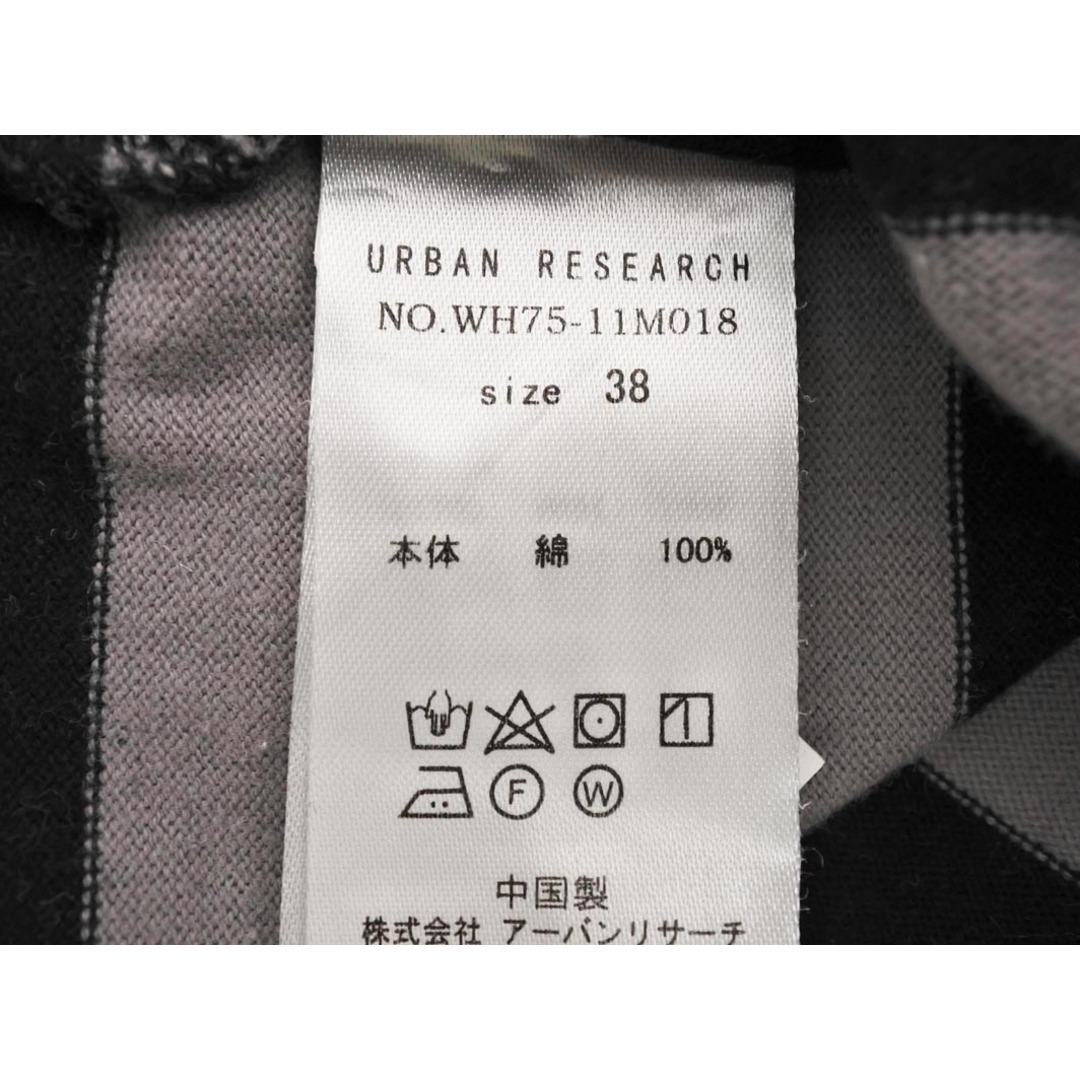 URBAN RESEARCH
NO.WH75-11M018
size 38
本体 綿 100%
F W
中国製
株式会社 アーバンリサーチ